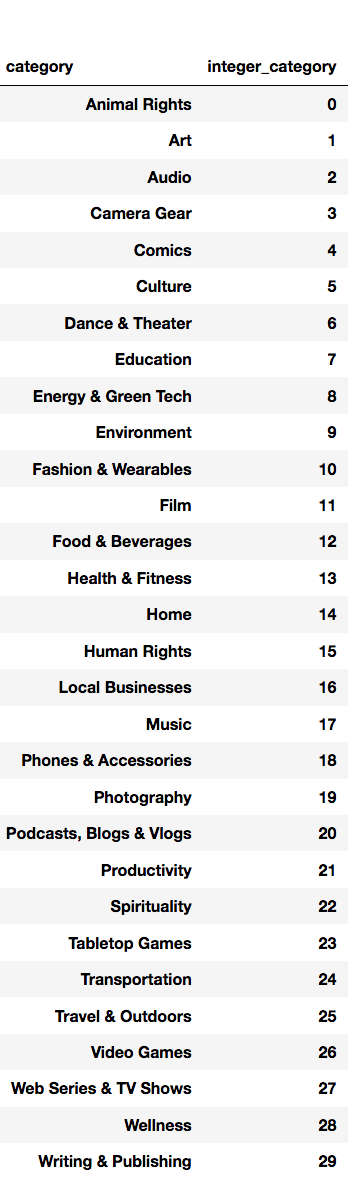 category integer_category
Animal Rights 0
Art 1
Audio 2
Camera Gear 3
Comics 4
Culture 5
Dance & Theater 6
Education 7
Energy & Green Tech 8
Environment 9
Fashion & Wearables 10
Film 11
Food & Beverages 12
Health & Fitness 13
Home 14
Human Rights 15
Local Businesses 16
Music 17
Phones & Accessories 18
Photography 19
Podcasts, Blogs & Vlogs 20
Productivity 21
Spirituality 22
Tabletop Games 23
Transportation 24
Travel & Outdoors 25
Video Games 26
Web Series & TV Shows 27
Wellness 28
Writing & Publishing 29